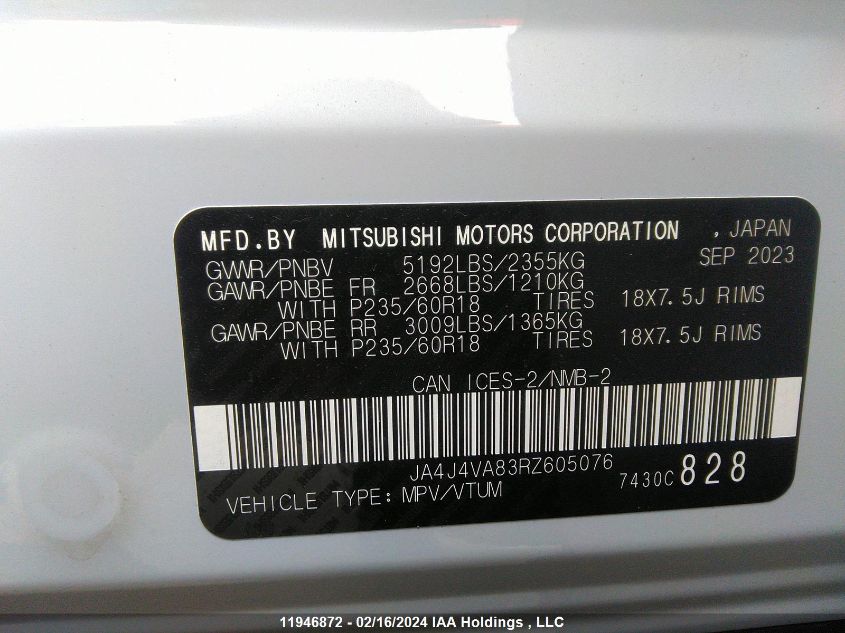 MFD.BY MITSUBISHI MOTORS CORPORATION , JAPAN
GVWR/PNBV 5192LBS/2355KG SEP 2023
GAWR/PNBE FR 2668LBS/1210KG
WITH P235/60R18 TIRES 18X7.5J RIMS
GAWR/PNBE RR 3009LBS/1365KG
WITH P235/60R18 TIRES 18X7.5J RIMS
CAN ICES-2/NMB-2
JA4J4VA83RZ605076
7430C 828
VEHICLE TYPE: MPV/VTUM
11946872 - 02/16/2024 IAA Holdings , LLC